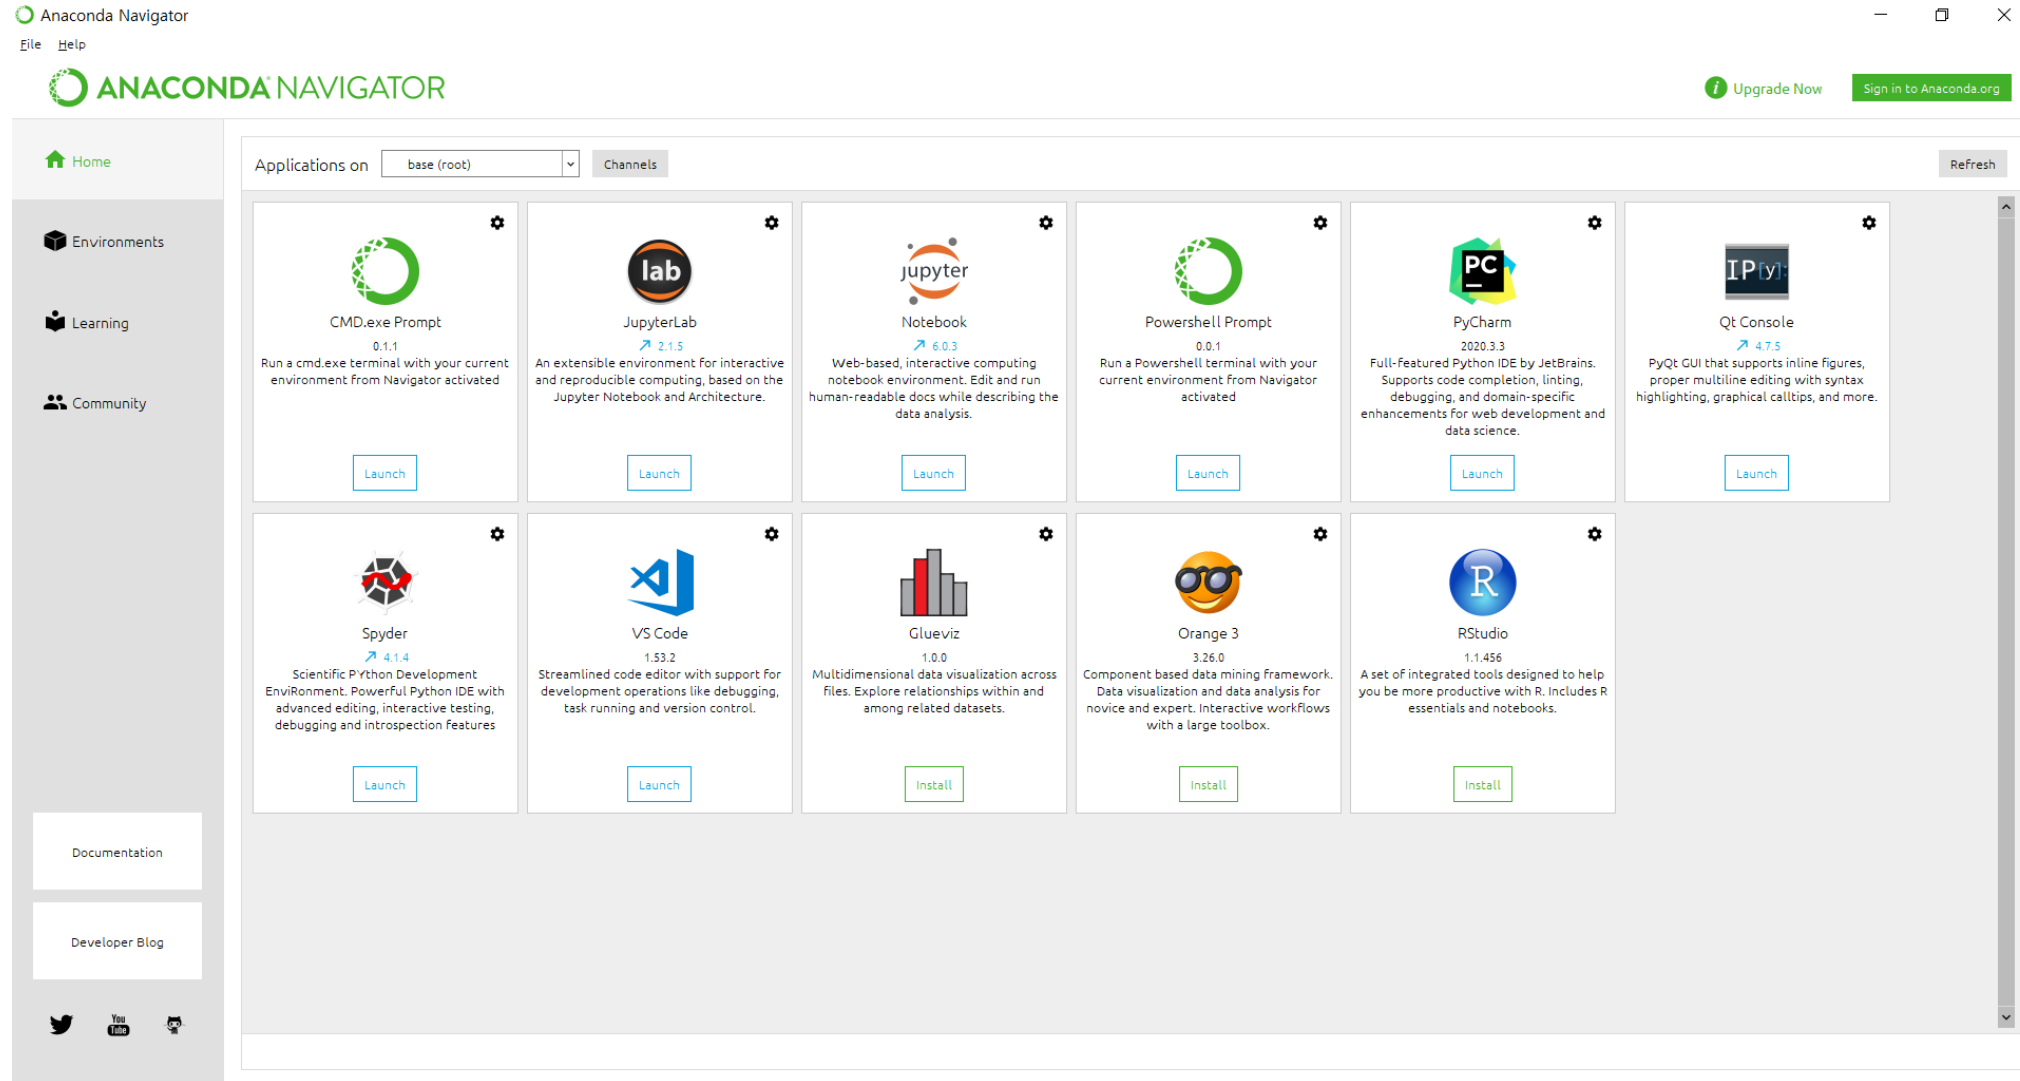 Anaconda Navigator
File Help
ANACONDA NAVIGATOR
Upgrade Now
Sign in to Anaconda.org
Home
Environments
Learning
Community
Documentation
Developer Blog
You
Tube
Applications on
base (root)
Channels
Refresh
CMD.exe Prompt
0.1.1
Run a cmd.exe terminal with your current
environment from Navigator activated
Launch
lab
JupyterLab
2.1.5
An extensible environment for interactive
and reproducible computing, based on the
Jupyter Notebook and Architecture.
Launch
jupyter
Notebook
6.0.3
Web-based, interactive computing
notebook environment. Edit and run
human-readable docs while describing the
data analysis.
Launch
Powershell Prompt
0.0.1
Run a Powershell terminal with your
current environment from Navigator
activated
Launch
PC
PyCharm
2020.3.3
Full-featured Python IDE by JetBrains.
Supports code completion, linting,
debugging, and domain-specific
enhancements for web development and
data science.
Launch
IP[y]:
Qt Console
4.7.5
PyQt GUI that supports inline figures,
proper multiline editing with syntax
highlighting, graphical calltips, and more.
Launch
Spyder
4.1.4
Scientific PYthon Development
EnviRonment. Powerful Python IDE with
advanced editing, interactive testing,
debugging and introspection features
Launch
VS Code
1.53.2
Streamlined code editor with support for
development operations like debugging,
task running and version control.
Launch
Glueviz
1.0.0
Multidimensional data visualization across
files. Explore relationships within and
among related datasets.
Install
Orange 3
3.26.0
Component based data mining framework.
Data visualization and data analysis for
novice and expert. Interactive workflows
with a large toolbox.
Install
R
RStudio
1.1.456
A set of integrated tools designed to help
you be more productive with R. Includes R
essentials and notebooks.
Install